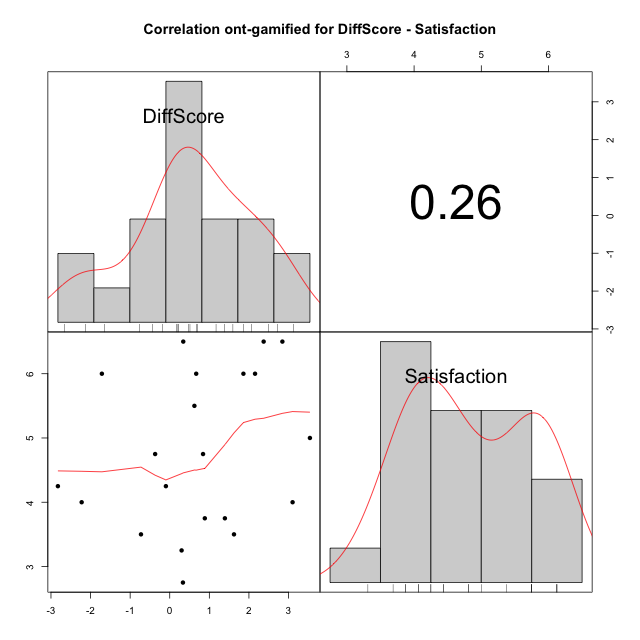 Correlation ont-gamified for DiffScore - Satisfaction
3 4 5 6
DiffScore
0.26
3
2
1
0
-1
-2
-3
Satisfaction
6
5
4
3
-3 -2 -1 0 1 2 3